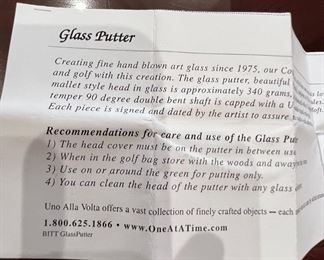 Glass Putter
Creating fine hand blown art glass since 1975, our Co
and golf with this creation. The glass putter, beautiful
mallet style head in glass is approximately 340 grams,
temper 90 degree double bent shaft is capped with a U
Each piece is signed and dated by the artist to assure
Recommendations for care and use of the Glass Putt
1) The head cover must be on the putter in between use
2) When in the golf bag store with the woods and away
3) Use on or around the green for putting only.
4) You can clean the head of the putter with any glass
Uno Alla Volta offers a vast collection of finely crafted objects — each
1.800.625.1866 • www.OneAtATime.com
BITT GlassPutter